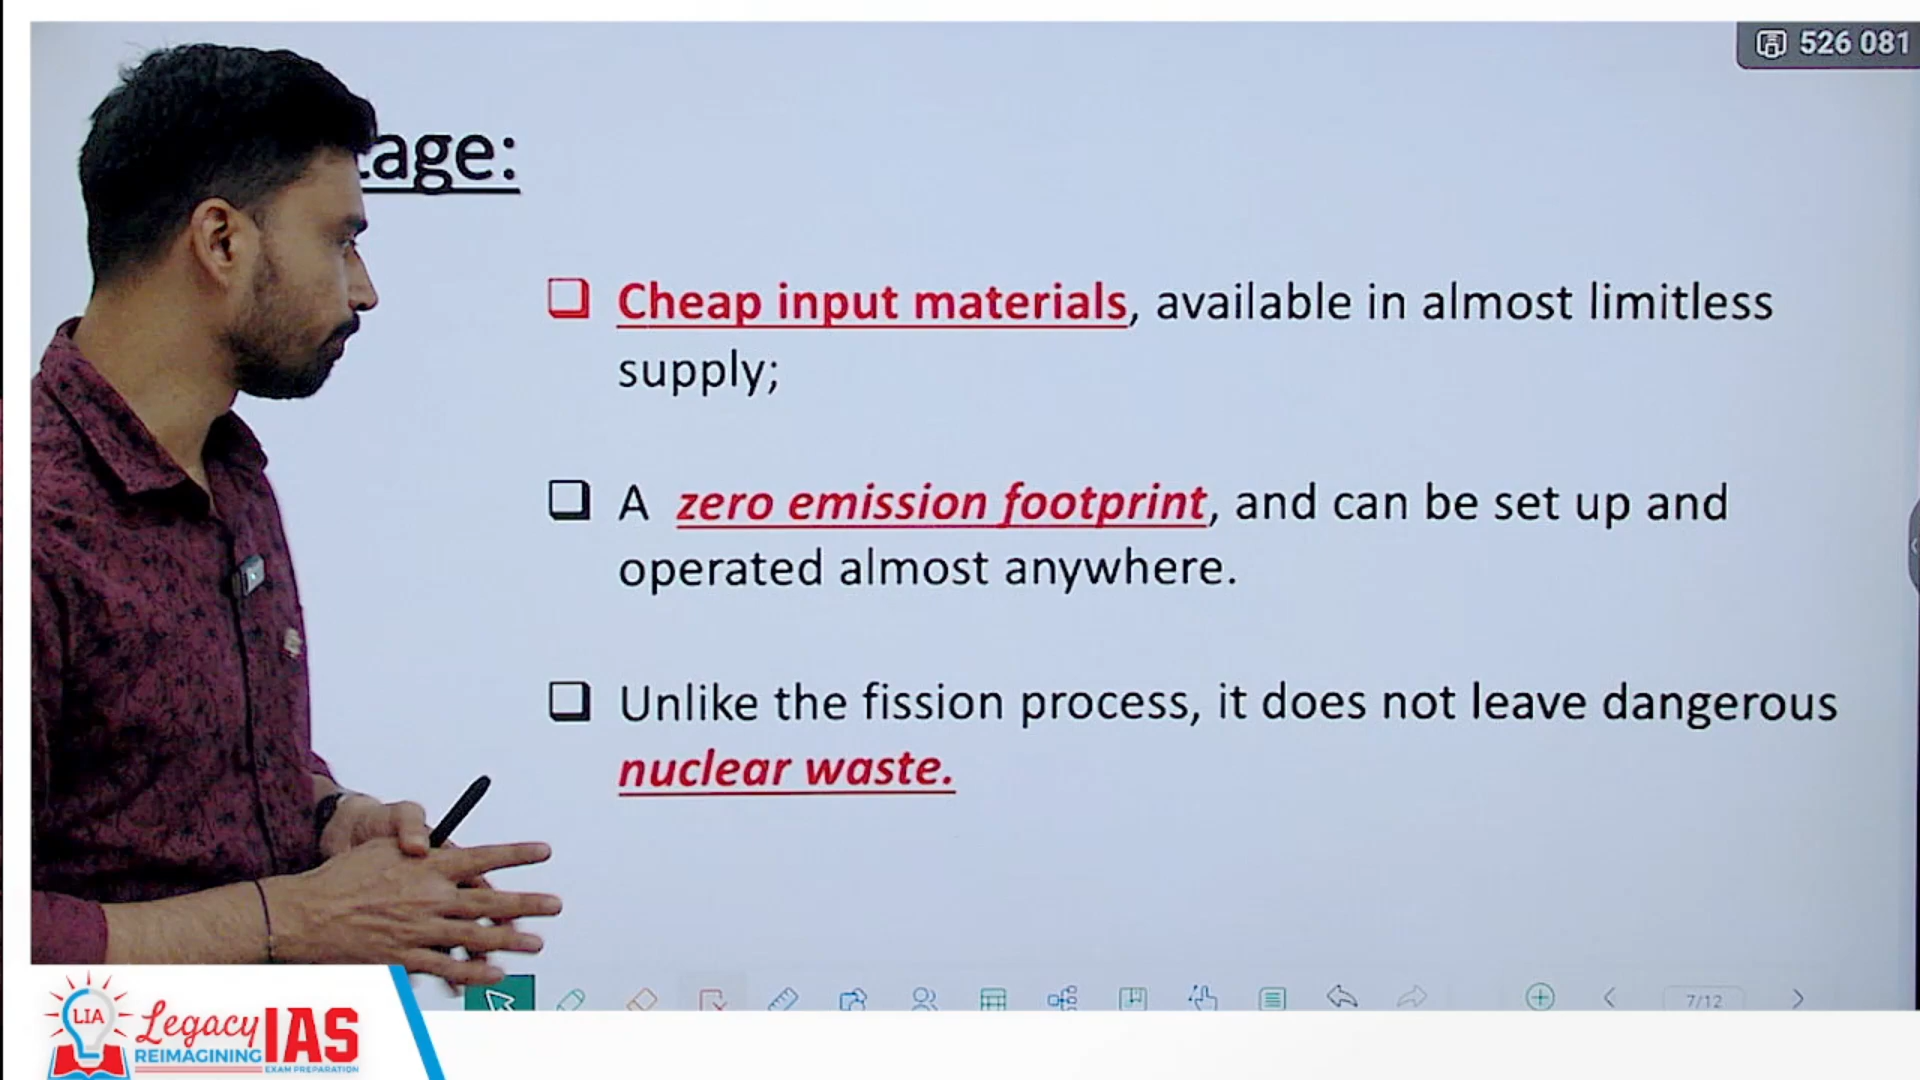 526 081
tage:
❑ Cheap input materials, available in almost limitless
supply;
❑ A zero emission footprint, and can be set up and
operated almost anywhere.
❑ Unlike the fission process, it does not leave dangerous
nuclear waste.
7/12
LIA
Legacy IAS
REIMAGINING
EXAM PREPARATION